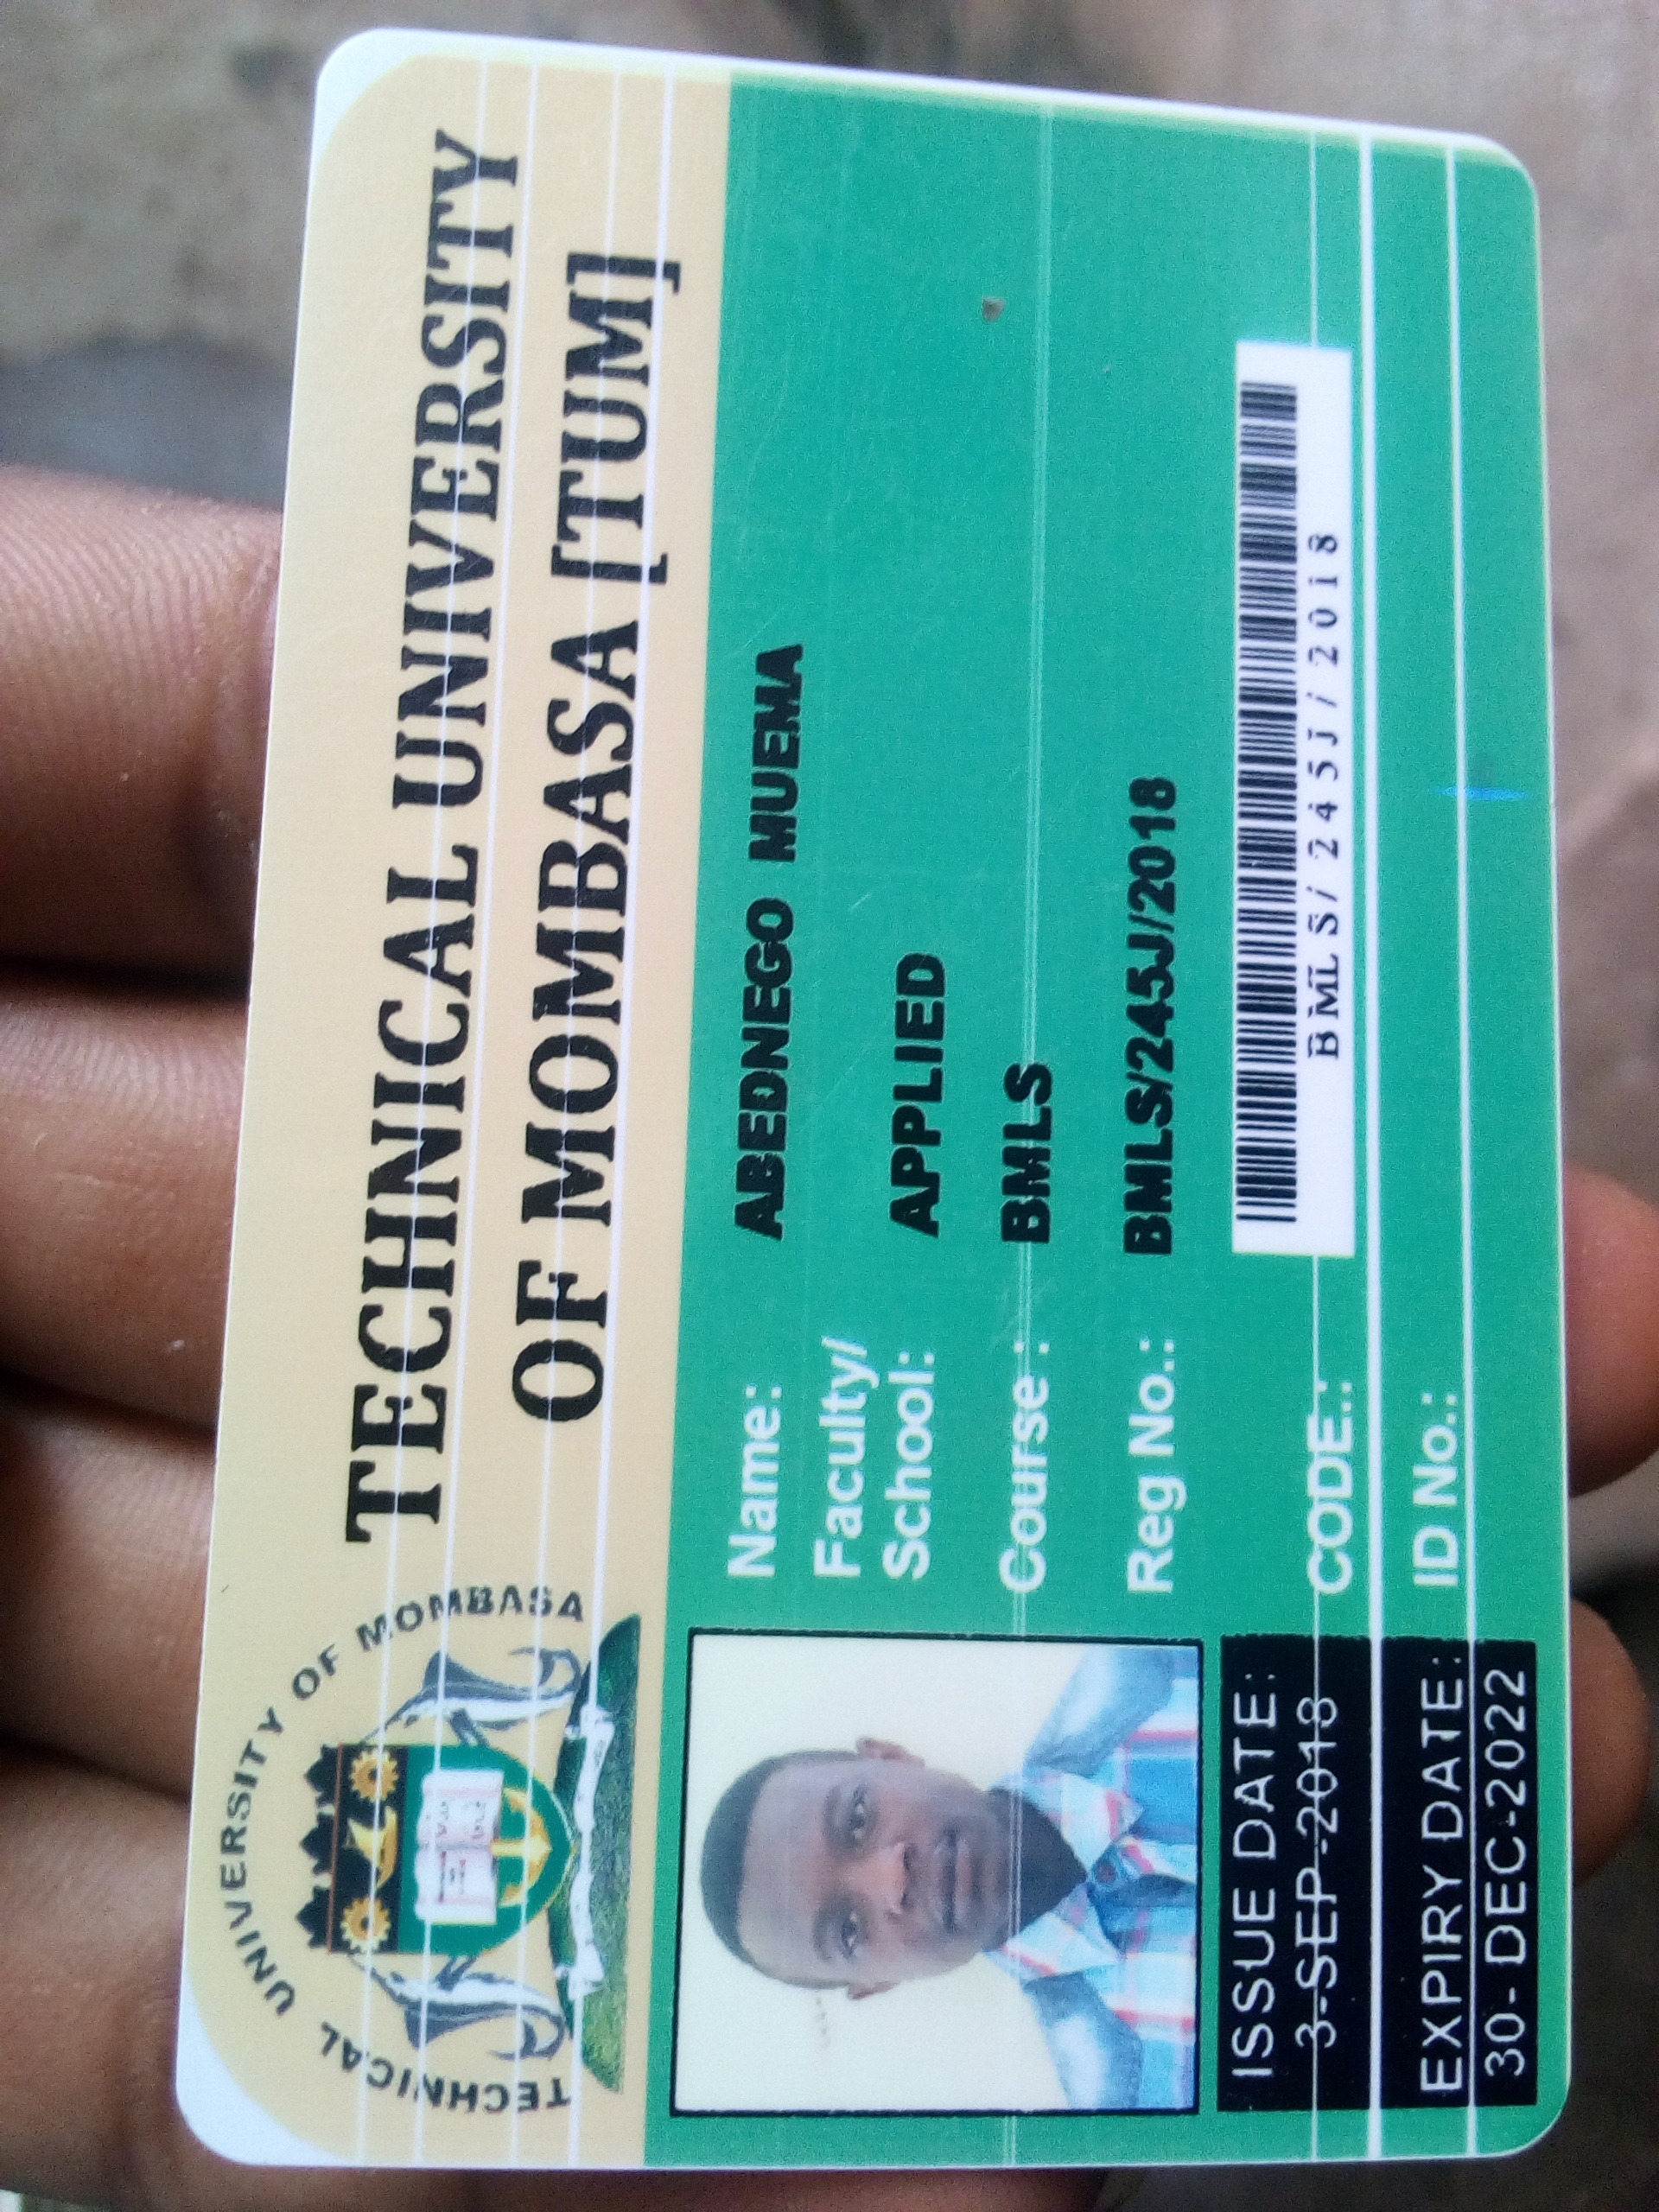 TECHNICAL UNIVERSITY OF MOMBASA
TECHNICAL UNIVERSITY
OF MOMBASA [TUM]
Name: ABEDNEGO MUEMA
Faculty/
School: APPLIED
Course : BMLS
Reg No.: BMLS/245J/2018
CODE.:
BMLS/245J/2018
ID No.:
ISSUE DATE:
3-SEP-2018
EXPIRY DATE:
30-DEC-2022